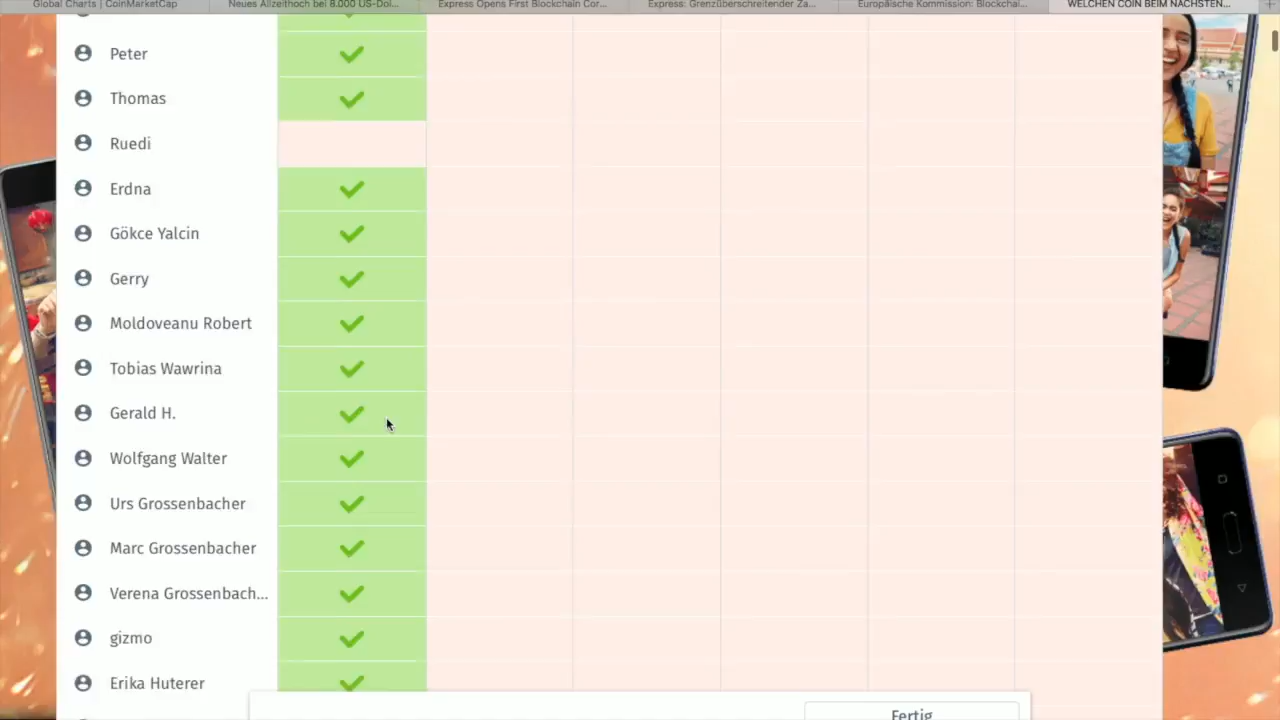 Global Charts | CoinMarketCap
Neues Allzeithoch bei 8.000 US-Dol...
Express Opens First Blockchain Cor...
Express: Grenzüberschreitender Za...
Europäische Kommission: Blockchai...
WELCHEN COIN BEIM NÄCHSTEN...
Peter
Thomas
Ruedi
Erdna
Gökce Yalcin
Gerry
Moldoveanu Robert
Tobias Wawrina
Gerald H.
Wolfgang Walter
Urs Grossenbacher
Marc Grossenbacher
Verena Grossenbach...
gizmo
Erika Huterer
Fertig